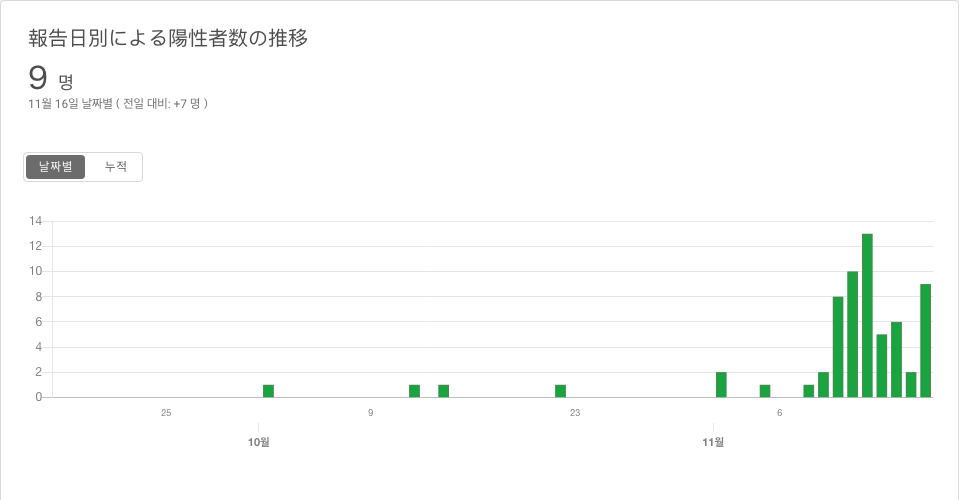 報告日別による陽性者数の推移
9 명
11월 16일 날짜별 ( 전일 대비: +7 명 )
날짜별 누적
14
12
10
8
6
4
2
0
25 9 23 6
10월 11월